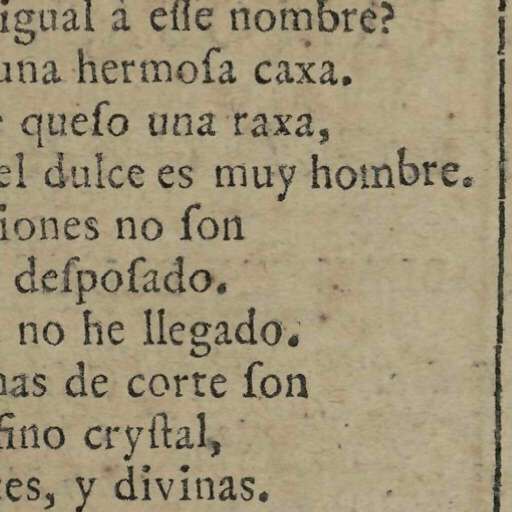 igual à eſſe nombre?
una hermoſa caxa.
queſo una raxa,
el dulce es muy hombre.
iones no ſon
deſpoſado.
no he llegado.
nas de corte ſon
fino cryſtal,
tes, y divinas.